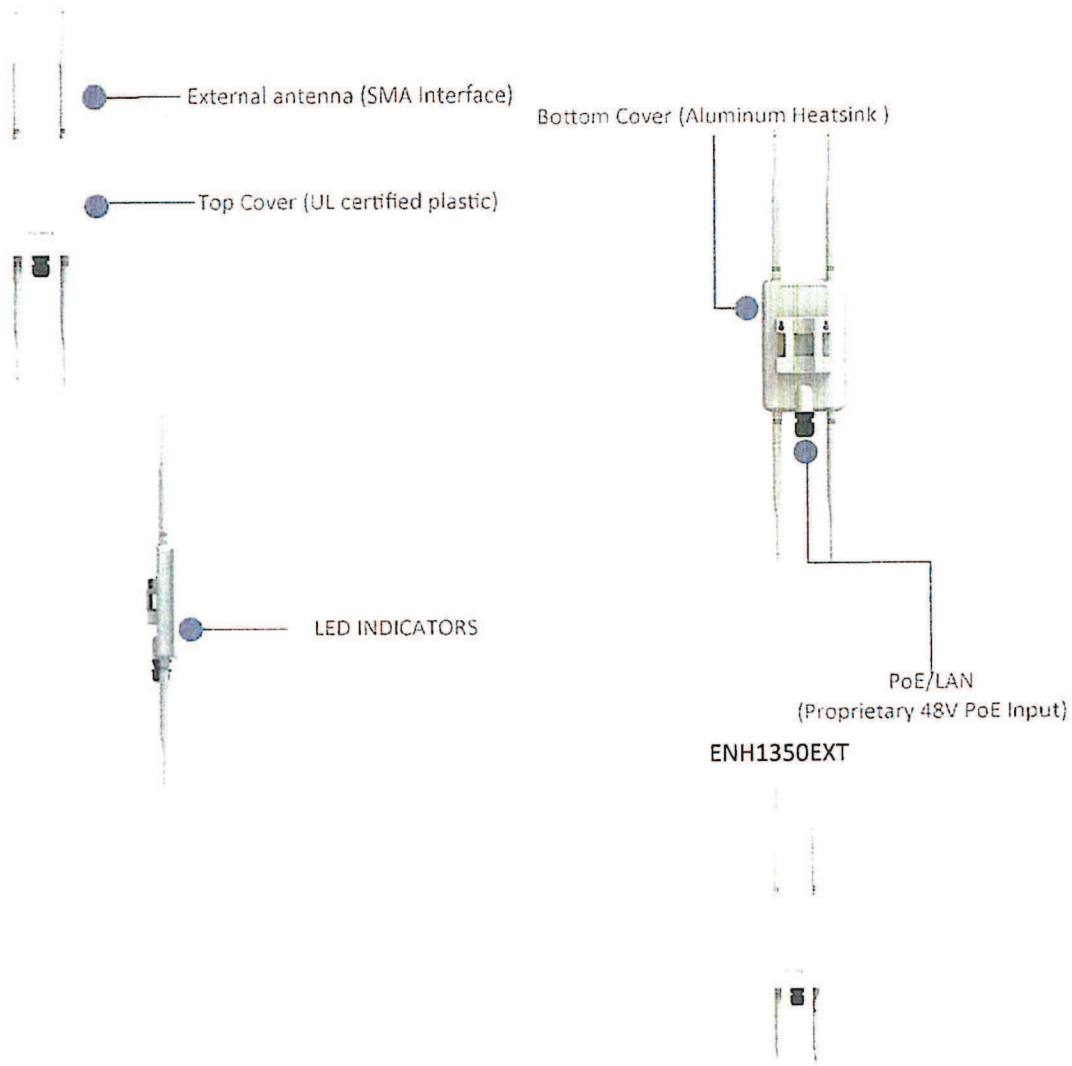 External antenna (SMA Interface)
Bottom Cover (Aluminum Heatsink )
Top Cover (UL certified plastic)
LED INDICATORS
PoE/LAN
(Proprietary 48V PoE Input)
ENH1350EXT